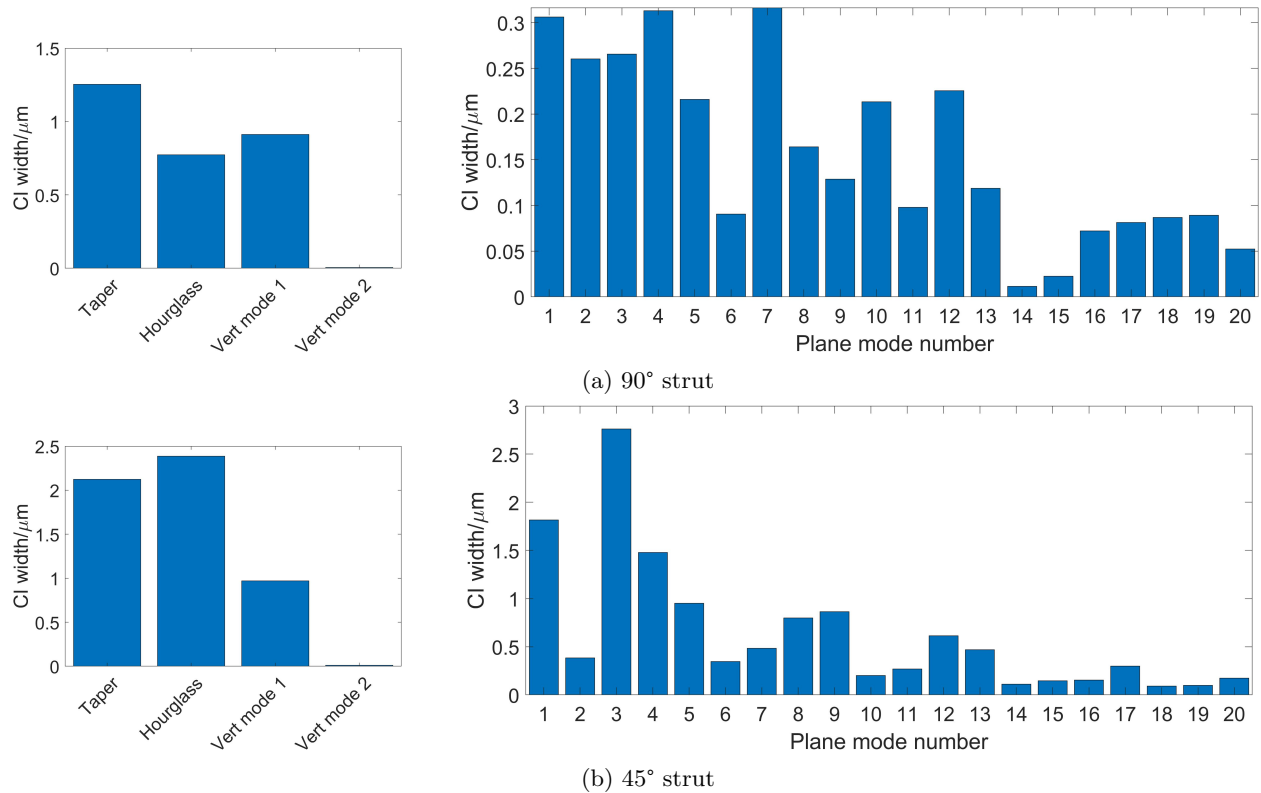 1.5
1
0.5
0
CI width/μm
Taper
Hourglass
Vert mode 1
Vert mode 2
0.3
0.25
0.2
0.15
0.1
0.05
0
CI width/μm
1 2 3 4 5 6 7 8 9 10 11 12 13 14 15 16 17 18 19 20
Plane mode number
(a) 90° strut
2.5
2
1.5
1
0.5
0
CI width/μm
Taper
Hourglass
Vert mode 1
Vert mode 2
3
2.5
2
1.5
1
0.5
0
CI width/μm
1 2 3 4 5 6 7 8 9 10 11 12 13 14 15 16 17 18 19 20
Plane mode number
(b) 45° strut